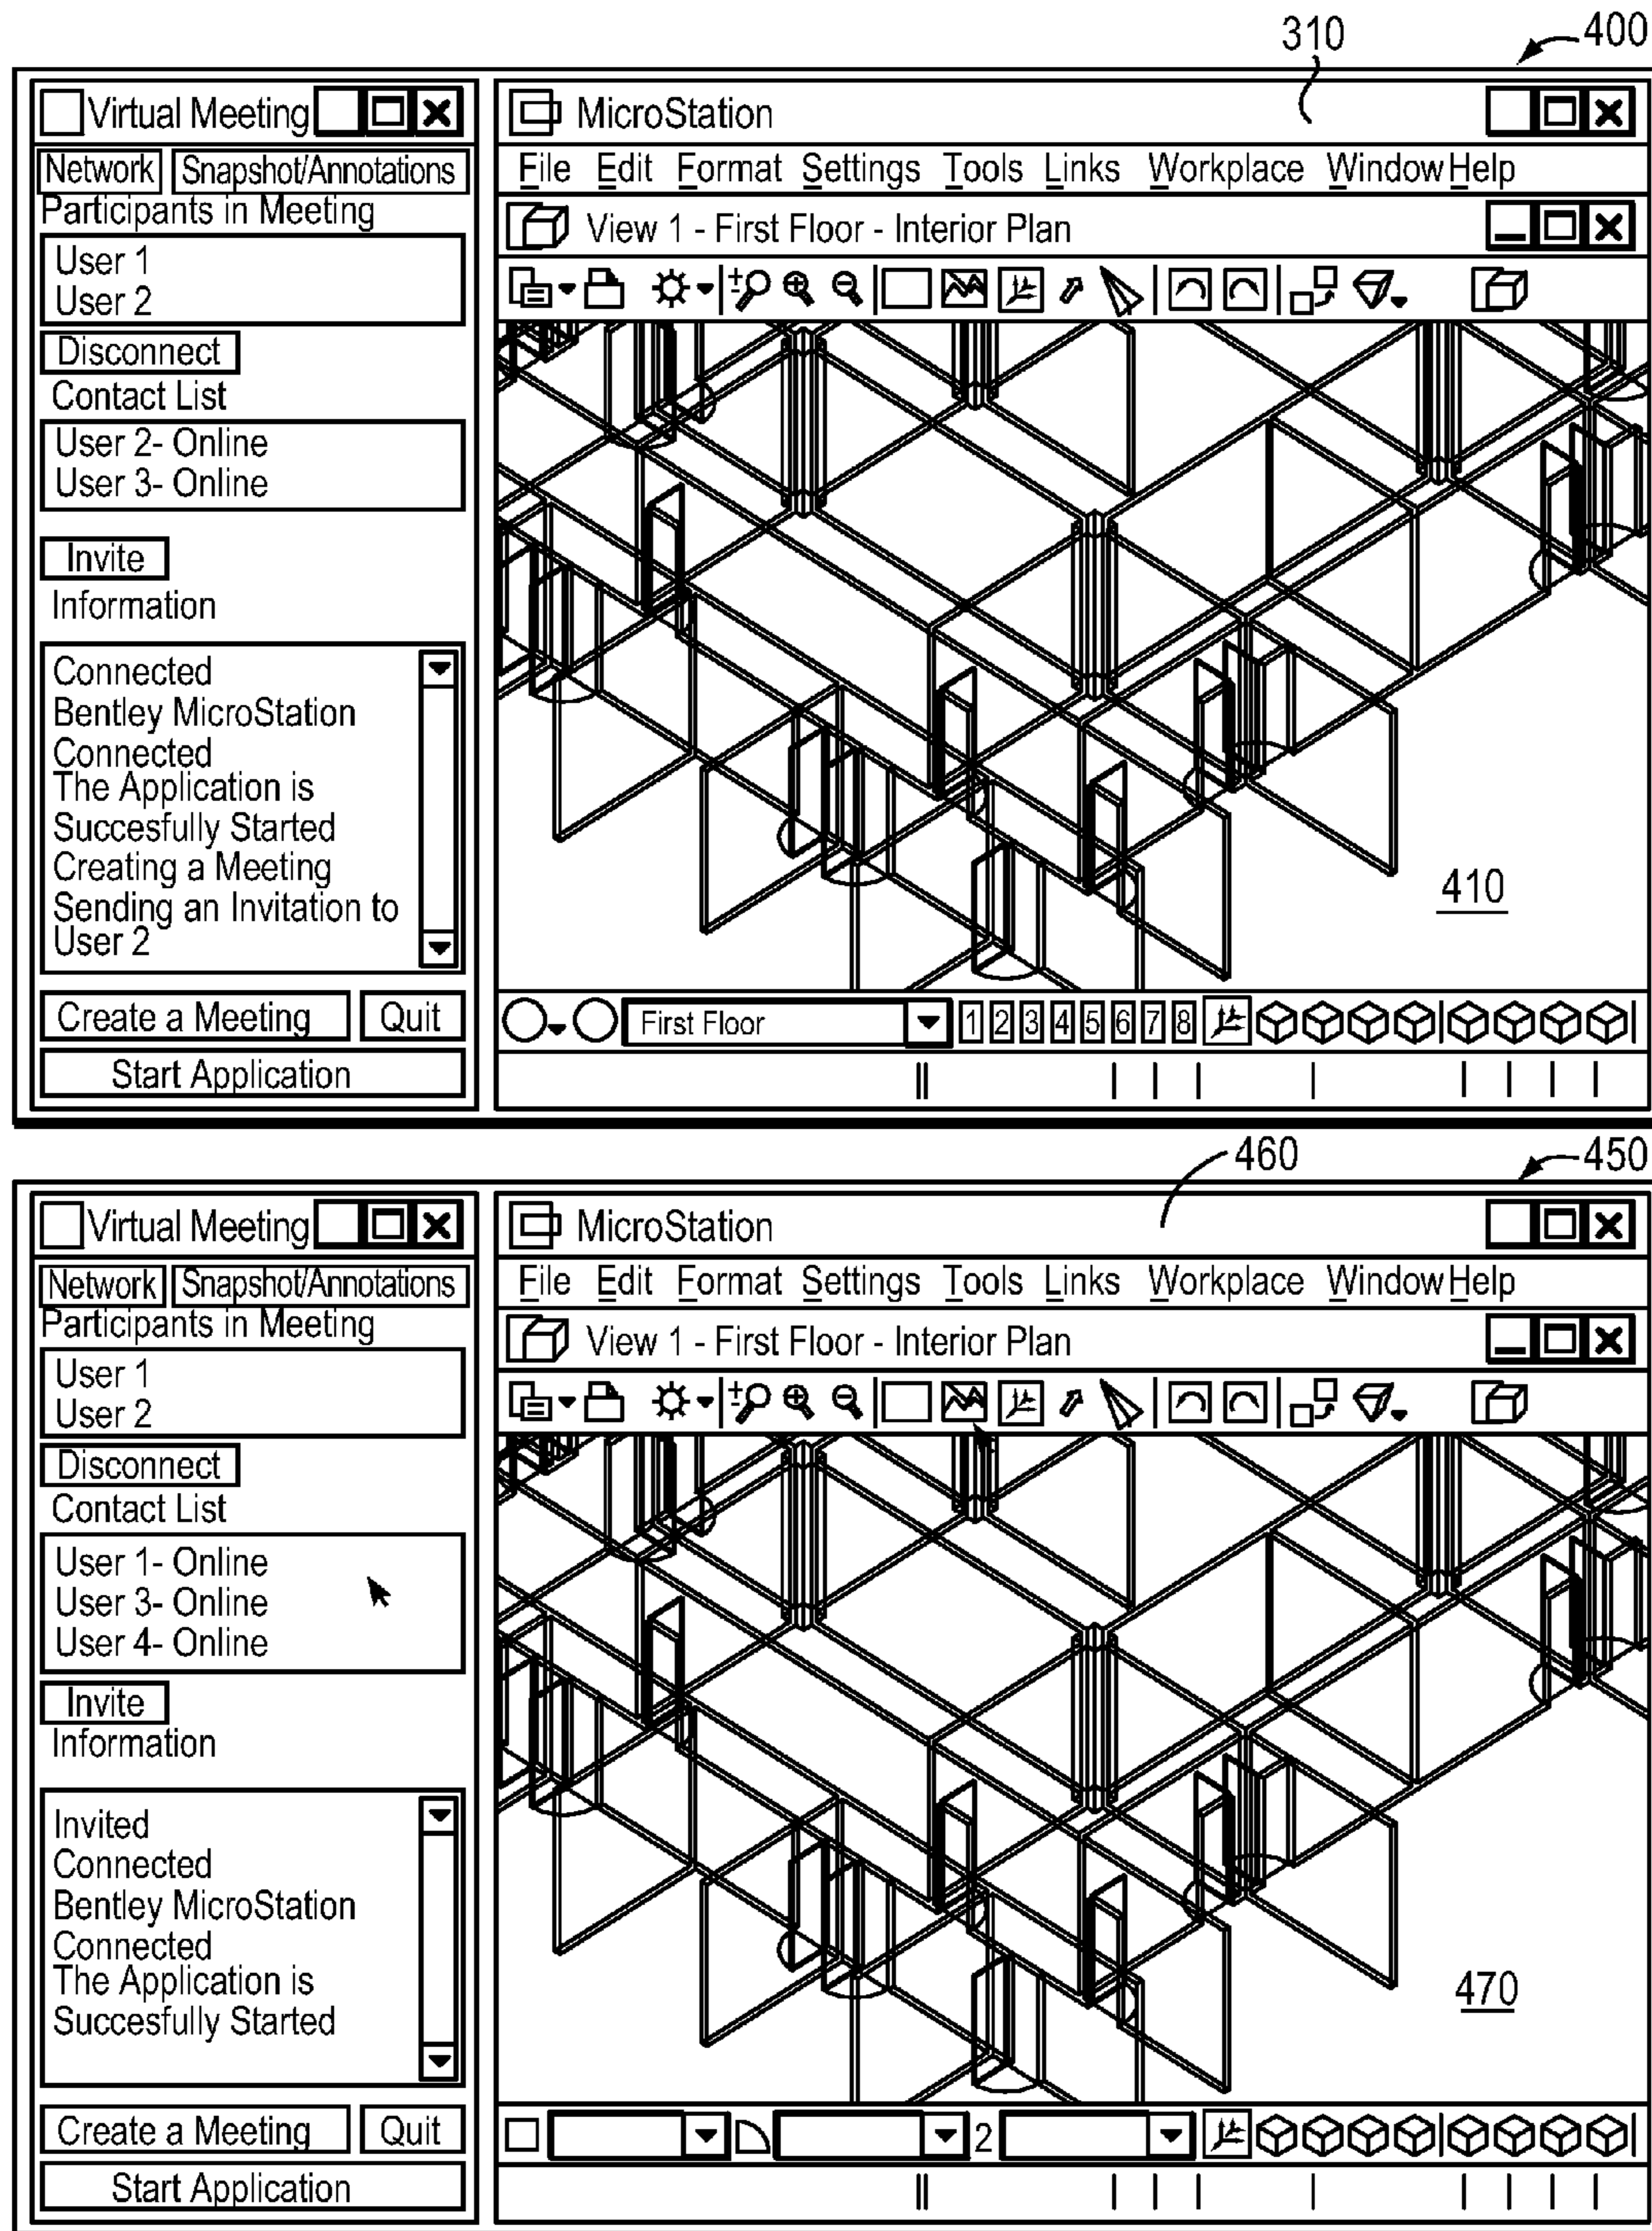 310
400
Virtual Meeting
Network Snapshot/Annotations
Participants in Meeting
User 1
User 2
Disconnect
Contact List
User 2- Online
User 3- Online
Invite
Information
Connected
Bentley MicroStation
Connected
The Application is
Succesfully Started
Creating a Meeting
Sending an Invitation to
User 2
Create a Meeting Quit
Start Application
MicroStation
File Edit Format Settings Tools Links Workplace Window Help
View 1 - First Floor - Interior Plan
410
First Floor 1 2 3 4 5 6 7 8
460
450
Virtual Meeting
Network Snapshot/Annotations
Participants in Meeting
User 1
User 2
Disconnect
Contact List
User 1- Online
User 3- Online
User 4- Online
Invite
Information
Invited
Connected
Bentley MicroStation
Connected
The Application is
Succesfully Started
Create a Meeting Quit
Start Application
MicroStation
File Edit Format Settings Tools Links Workplace Window Help
View 1 - First Floor - Interior Plan
470
2